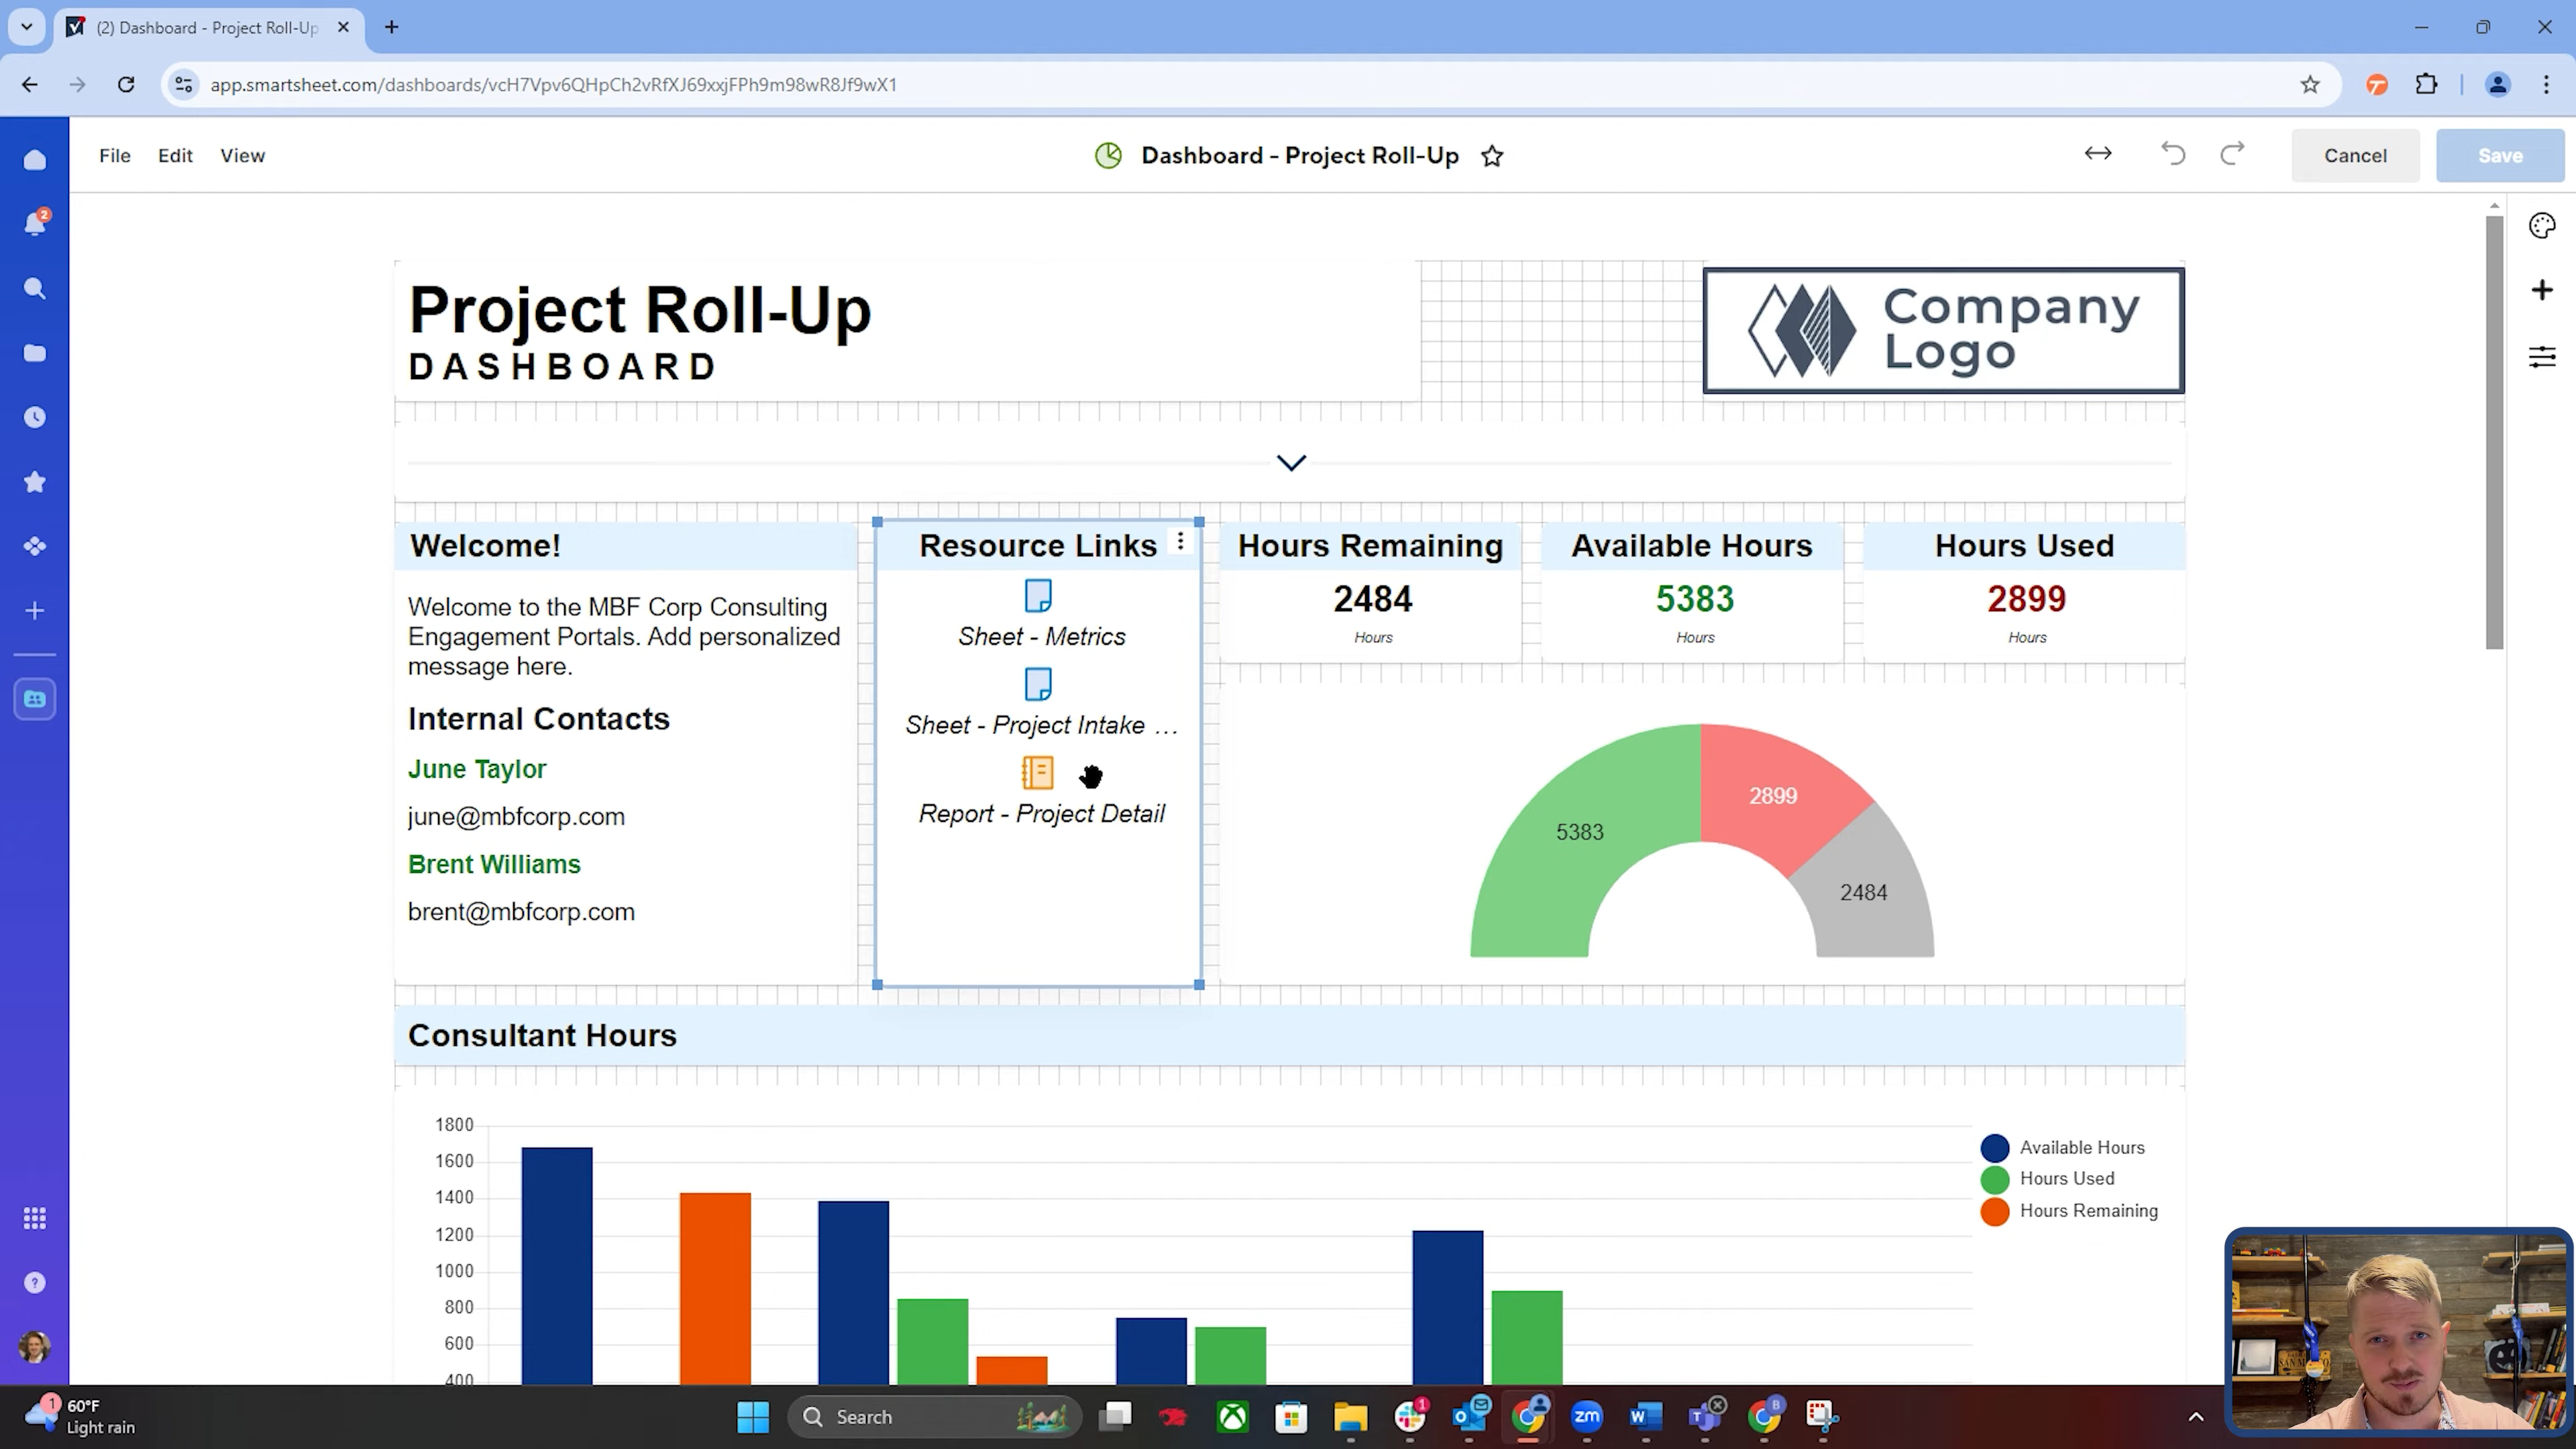 (2) Dashboard - Project Roll-Up
app.smartsheet.com/dashboards/vcH7Vpv6QHpCh2vRfXJ69xxjFPh9m98wR8Jf9wX1
File Edit View
Dashboard - Project Roll-Up
Cancel Save
2
Project Roll-Up
DASHBOARD
Company
Logo
Welcome!
Welcome to the MBF Corp Consulting
Engagement Portals. Add personalized
message here.
Internal Contacts
June Taylor
june@mbfcorp.com
Brent Williams
brent@mbfcorp.com
Resource Links
Sheet - Metrics
Sheet - Project Intake …
Report - Project Detail
Hours Remaining
2484
Hours
Available Hours
5383
Hours
Hours Used
2899
Hours
5383
2899
2484
Consultant Hours
1800
1600
1400
1200
1000
800
600
400
Available Hours
Hours Used
Hours Remaining
1
60°F
Light rain
Search
1
zm
B